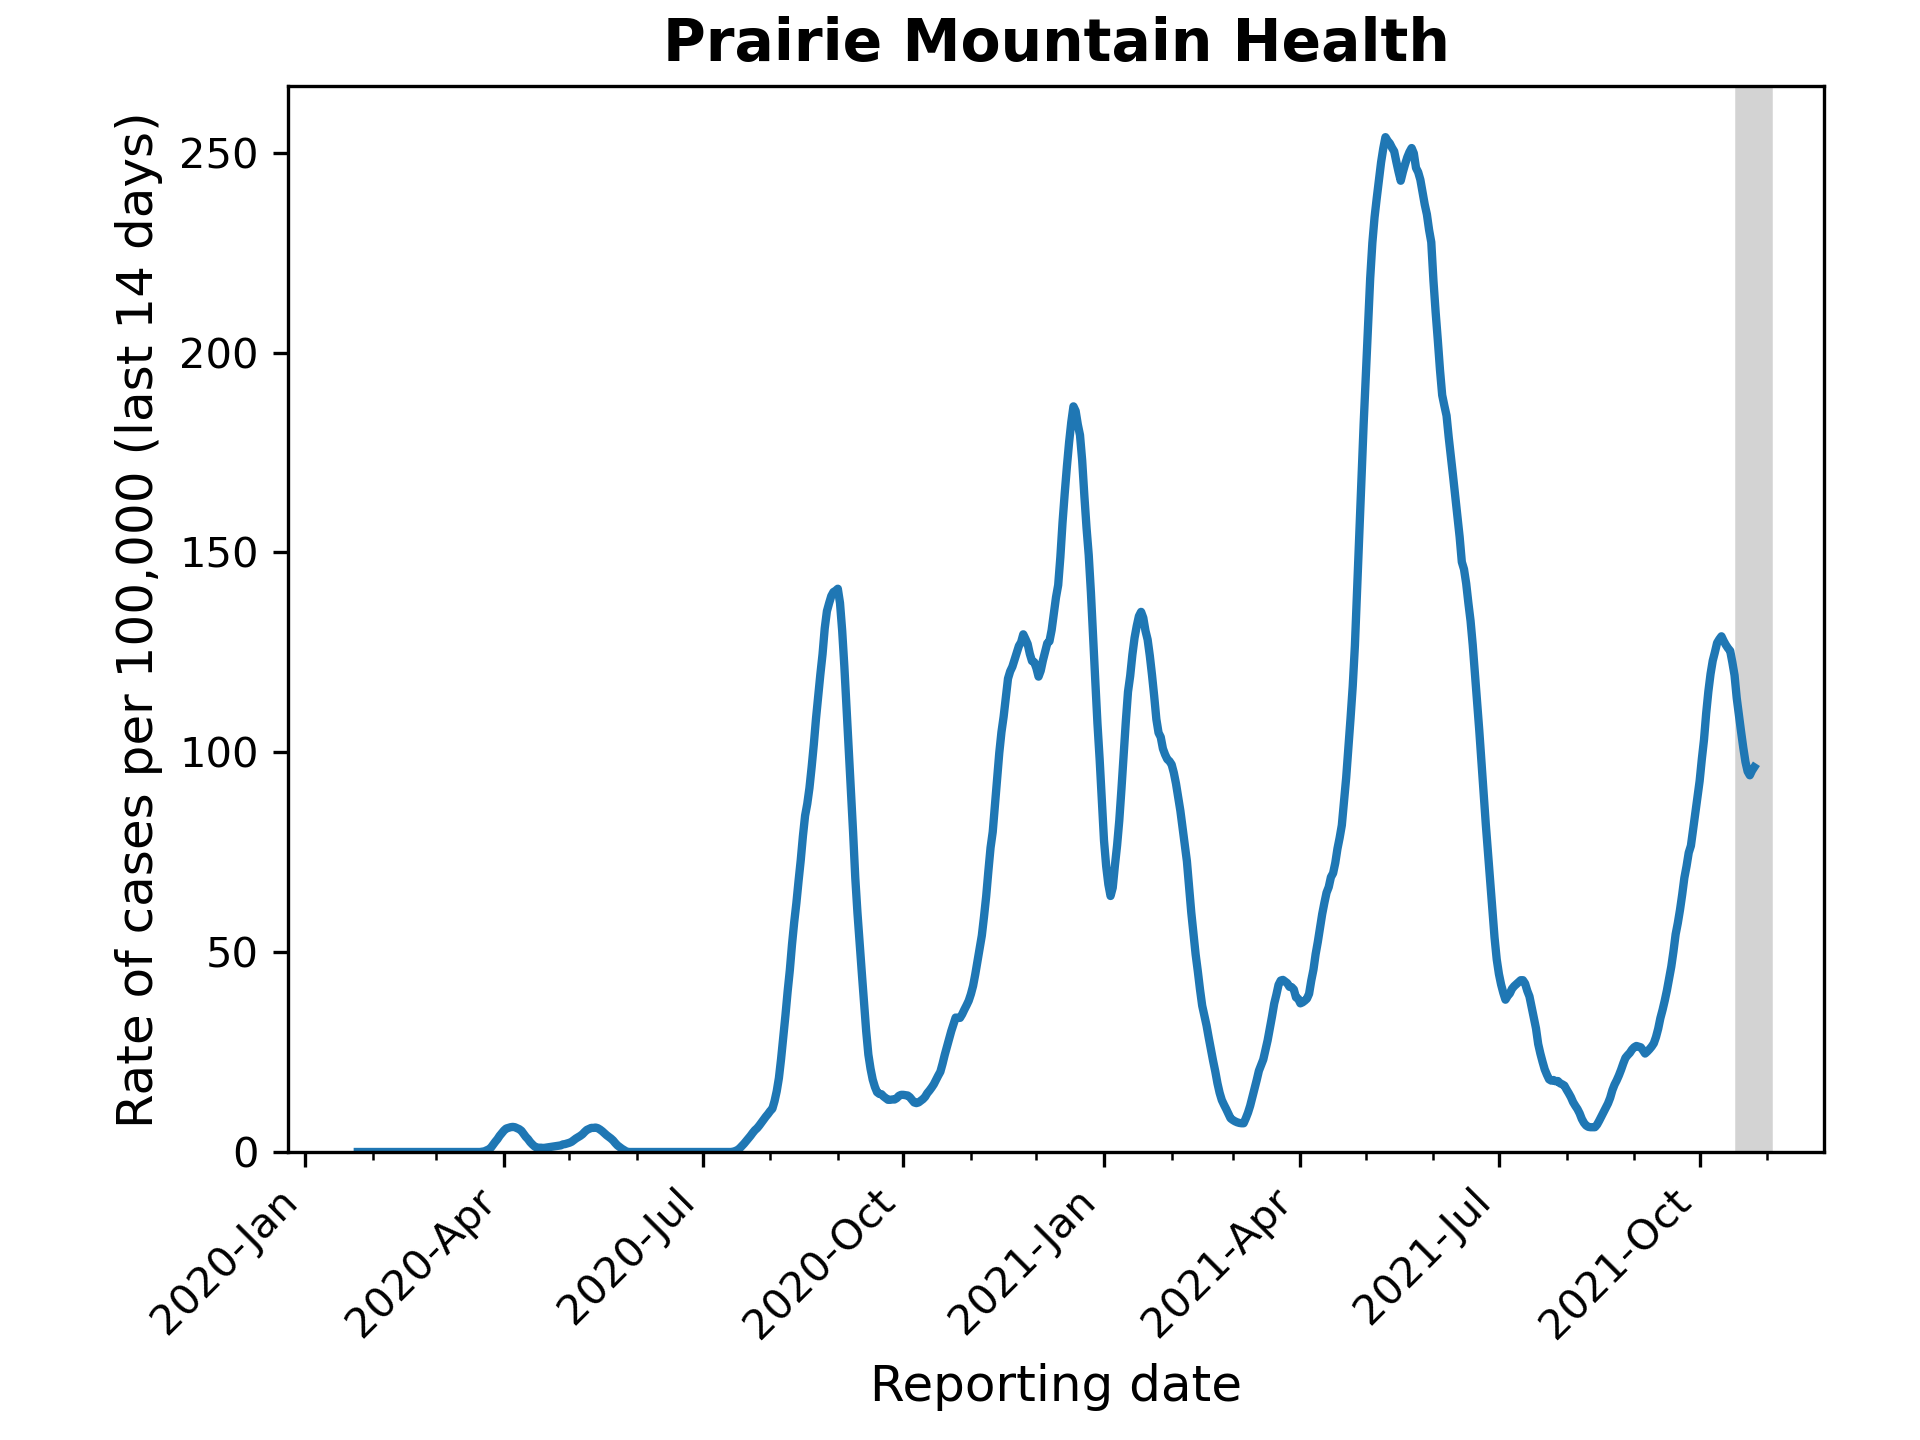 Prairie Mountain Health
Rate of cases per 100,000 (last 14 days)
250
200
150
100
50
0
2020-Jan
2020-Apr
2020-Jul
2020-Oct
2021-Jan
2021-Apr
2021-Jul
2021-Oct
Reporting date